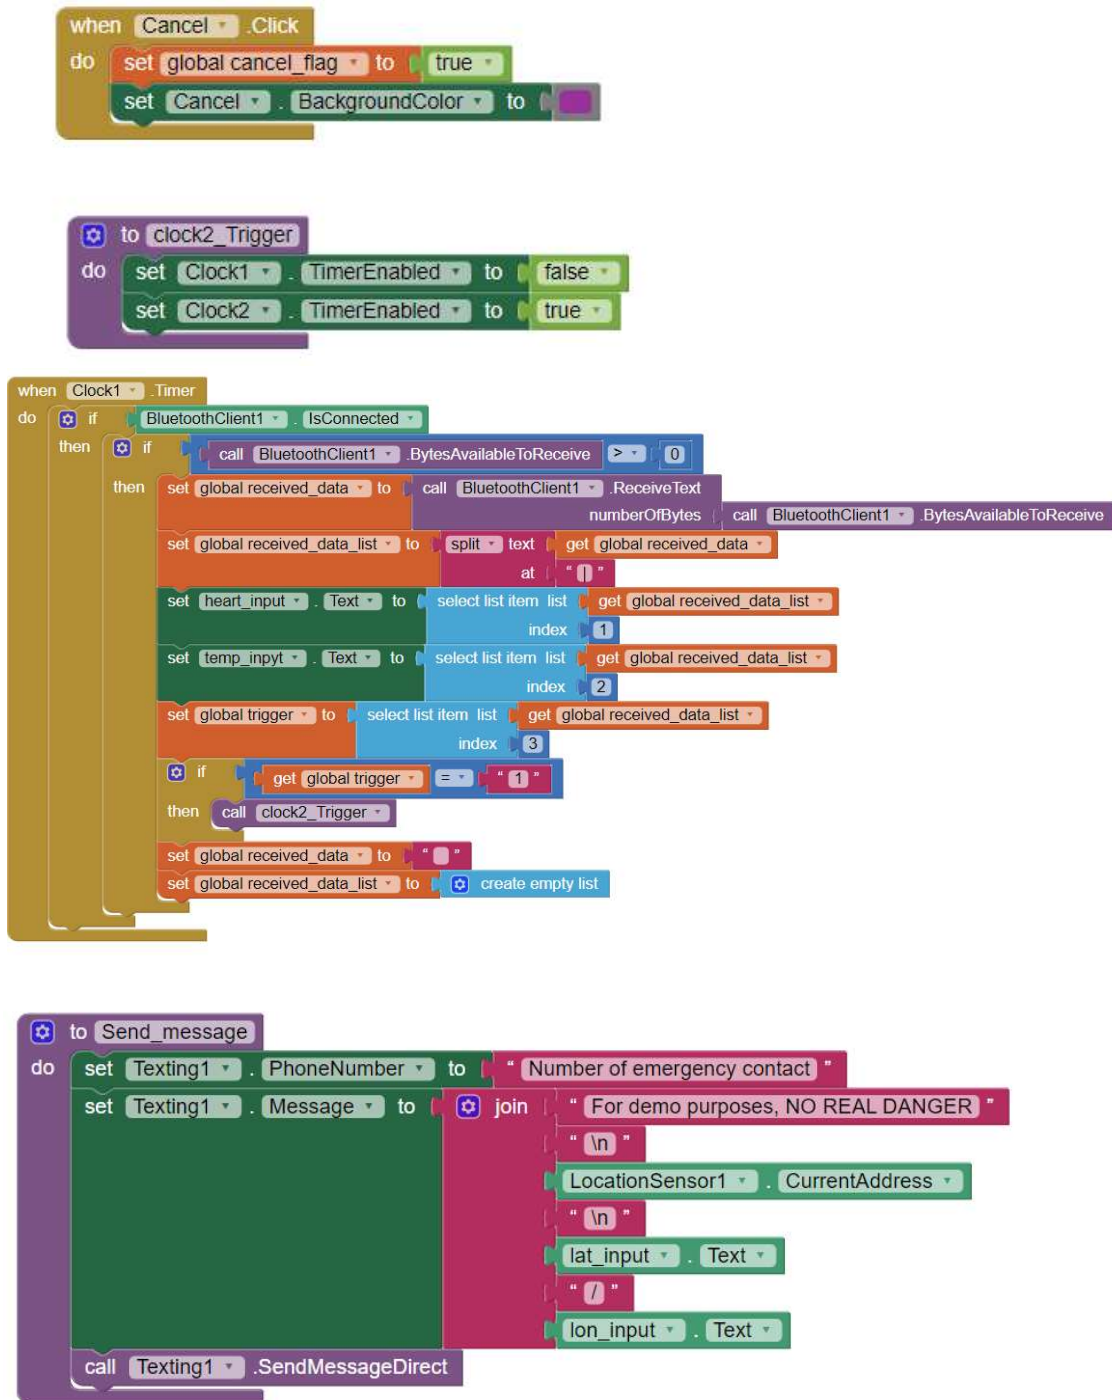 when Cancel .Click
do set global cancel_flag to true
set Cancel . BackgroundColor to
to clock2_Trigger
do set Clock1 . TimerEnabled to false
set Clock2 . TimerEnabled to true
when Clock1 .Timer
do if BluetoothClient1 . IsConnected
then if call BluetoothClient1 .BytesAvailableToReceive > 0
then set global received_data to call BluetoothClient1 .ReceiveText
numberOfBytes call BluetoothClient1 .BytesAvailableToReceive
set global received_data_list to split text get global received_data
at " | "
set heart_input . Text to select list item list get global received_data_list
index 1
set temp_inpyt . Text to select list item list get global received_data_list
index 2
set global trigger to select list item list get global received_data_list
index 3
if get global trigger = " 1 "
then call clock2_Trigger
set global received_data to " "
set global received_data_list to create empty list
to Send_message
do set Texting1 . PhoneNumber to " Number of emergency contact "
set Texting1 . Message to join " For demo purposes, NO REAL DANGER "
" \n "
LocationSensor1 . CurrentAddress
" \n "
lat_input . Text
" / "
lon_input . Text
call Texting1 .SendMessageDirect